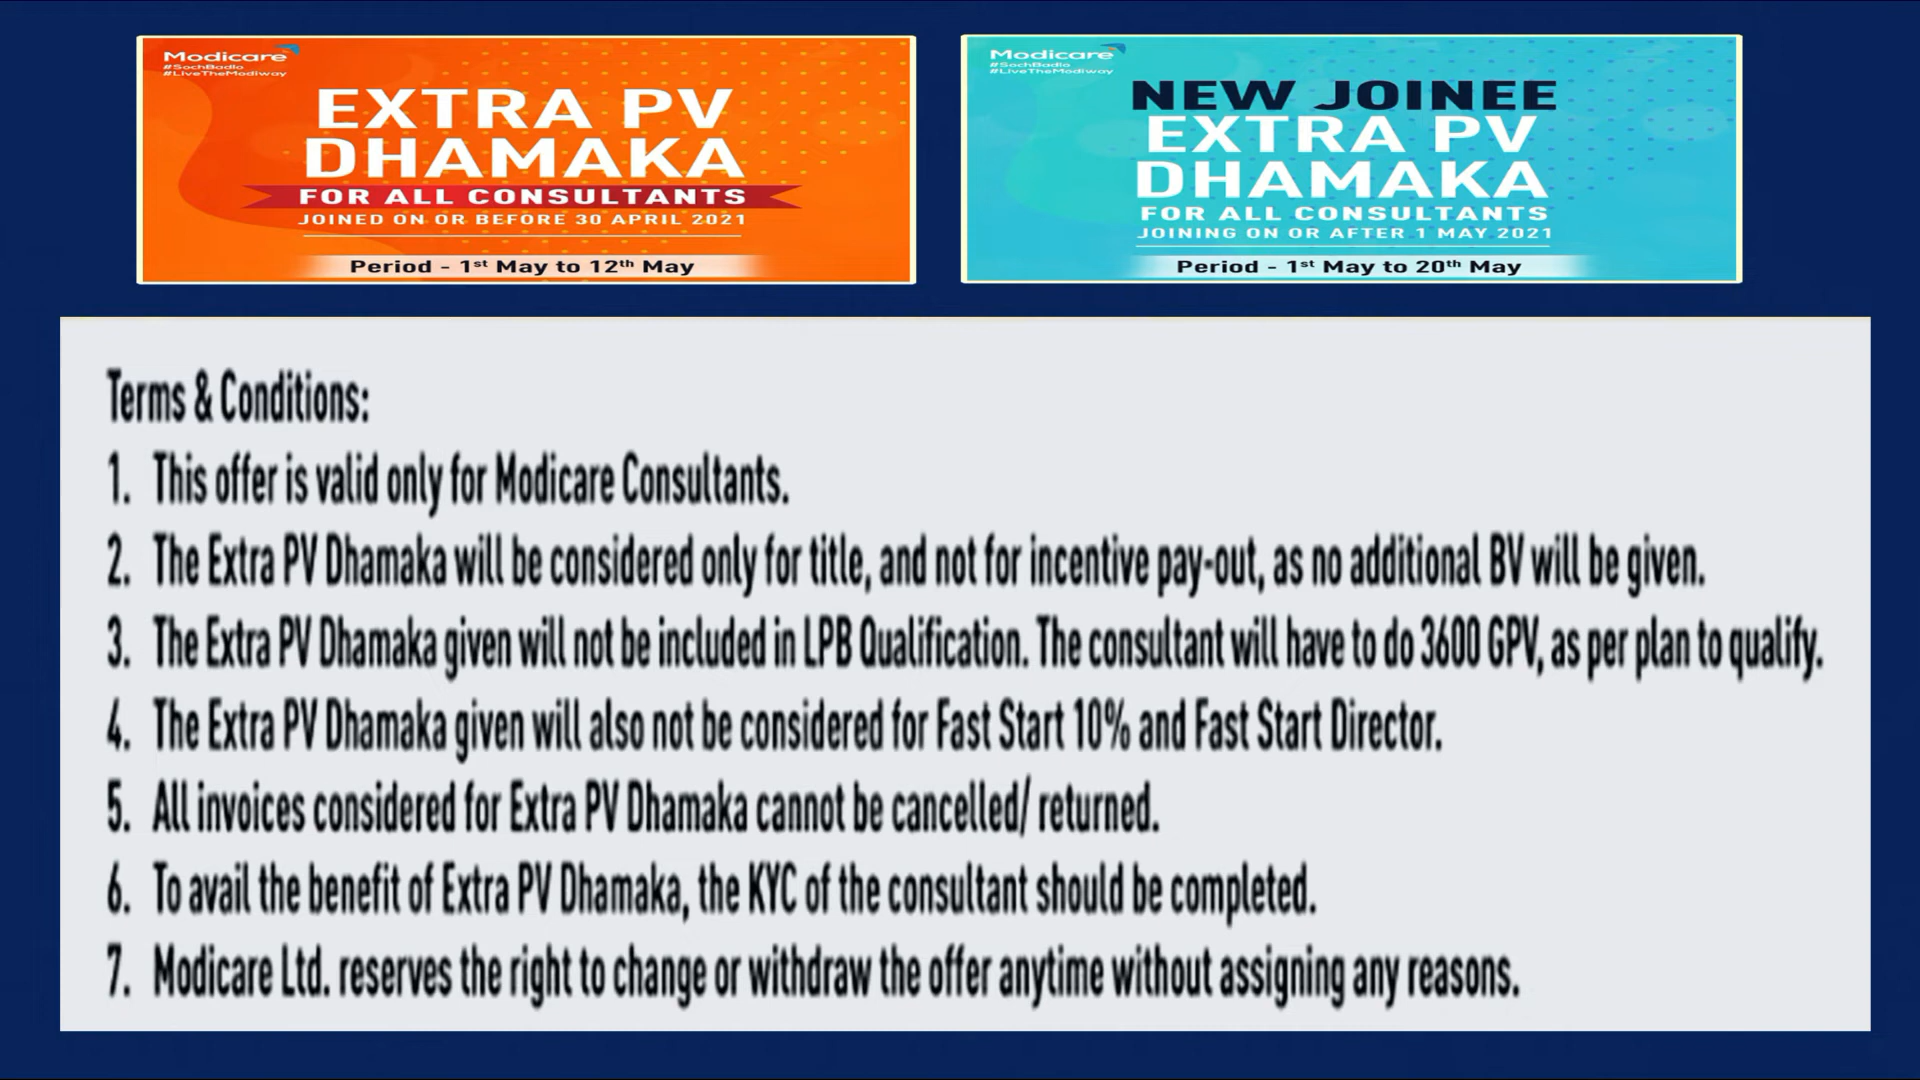 Modicare
#SochBadlo
#LiveTheModiway
EXTRA PV
DHAMAKA
FOR ALL CONSULTANTS
JOINED ON OR BEFORE 30 APRIL 2021
Period - 1st May to 12th May
Modicare
#SochBadlo
#LiveTheModiway
NEW JOINEE
EXTRA PV
DHAMAKA
FOR ALL CONSULTANTS
JOINING ON OR AFTER 1 MAY 2021
Period - 1st May to 20th May
Terms & Conditions:
1. This offer is valid only for Modicare Consultants.
2. The Extra PV Dhamaka will be considered only for title, and not for incentive pay-out, as no additional BV will be given.
3. The Extra PV Dhamaka given will not be included in LPB Qualification. The consultant will have to do 3600 GPV, as per plan to qualify.
4. The Extra PV Dhamaka given will also not be considered for Fast Start 10% and Fast Start Director.
5. All invoices considered for Extra PV Dhamaka cannot be cancelled/ returned.
6. To avail the benefit of Extra PV Dhamaka, the KYC of the consultant should be completed.
7. Modicare Ltd. reserves the right to change or withdraw the offer anytime without assigning any reasons.